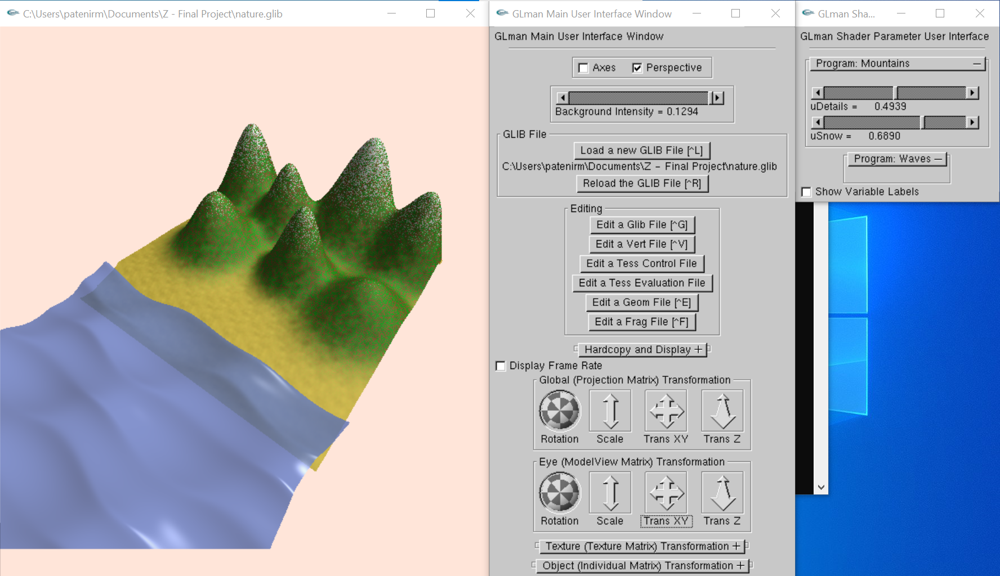 C:\Users\patenirm\Documents\Z - Final Project\nature.glib
GLman Main User Interface Window
GLman Main User Interface Window
Axes
Perspective
Background Intensity = 0.1294
GLIB File
Load a new GLIB File [^L]
C:\Users\patenirm\Documents\Z - Final Project\nature.glib
Reload the GLIB File [^R]
Editing
Edit a Glib File [^G]
Edit a Vert File [^V]
Edit a Tess Control File
Edit a Tess Evaluation File
Edit a Geom File [^E]
Edit a Frag File [^F]
Hardcopy and Display +
Display Frame Rate
Global (Projection Matrix) Transformation
Rotation Scale Trans XY Trans Z
Eye (ModelView Matrix) Transformation
Rotation Scale Trans XY Trans Z
Texture (Texture Matrix) Transformation +
Object (Individual Matrix) Transformation +
GLman Sha...
GLman Shader Parameter User Interface
Program: Mountains –
uDetails = 0.4939
uSnow = 0.6890
Program: Waves –
Show Variable Labels